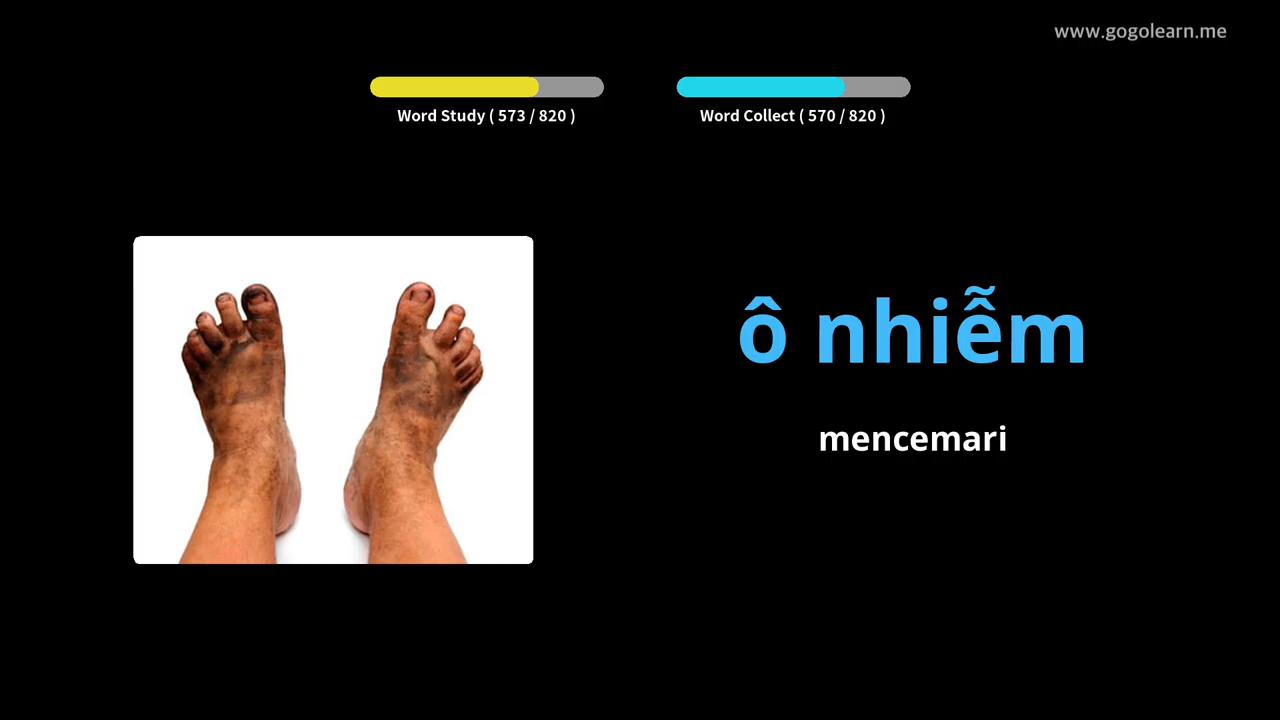 www.gogolearn.me
Word Study ( 573 / 820 )
Word Collect ( 570 / 820 )
ô nhiễm
mencemari